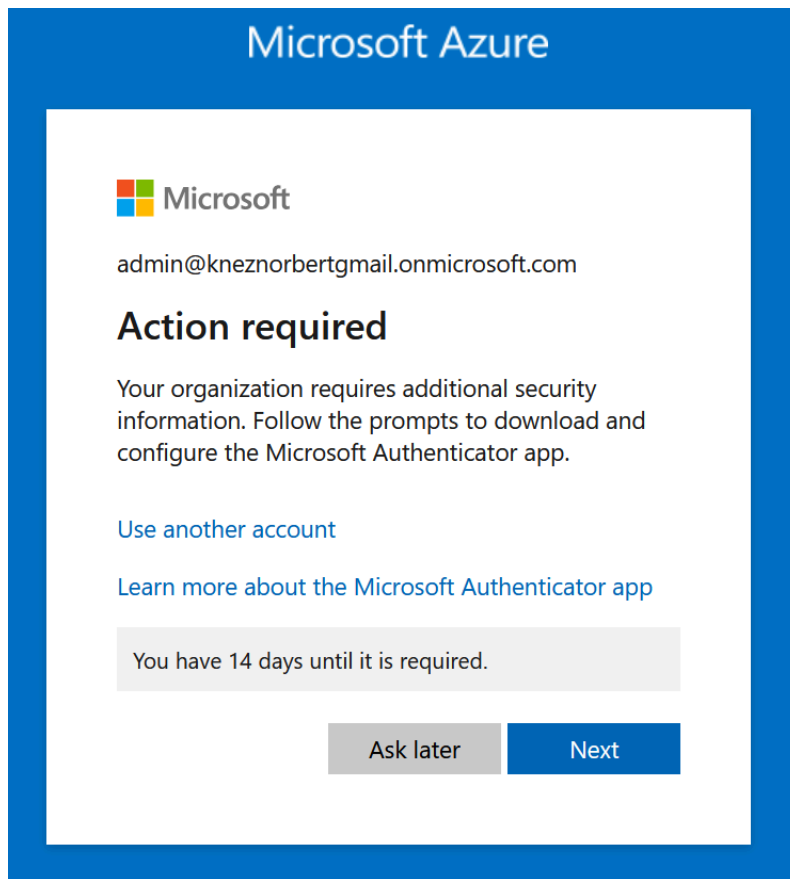 Microsoft Azure
Microsoft
admin@kneznorbertgmail.onmicrosoft.com
Action required
Your organization requires additional security
information. Follow the prompts to download and
configure the Microsoft Authenticator app.
Use another account
Learn more about the Microsoft Authenticator app
You have 14 days until it is required.
Ask later
Next